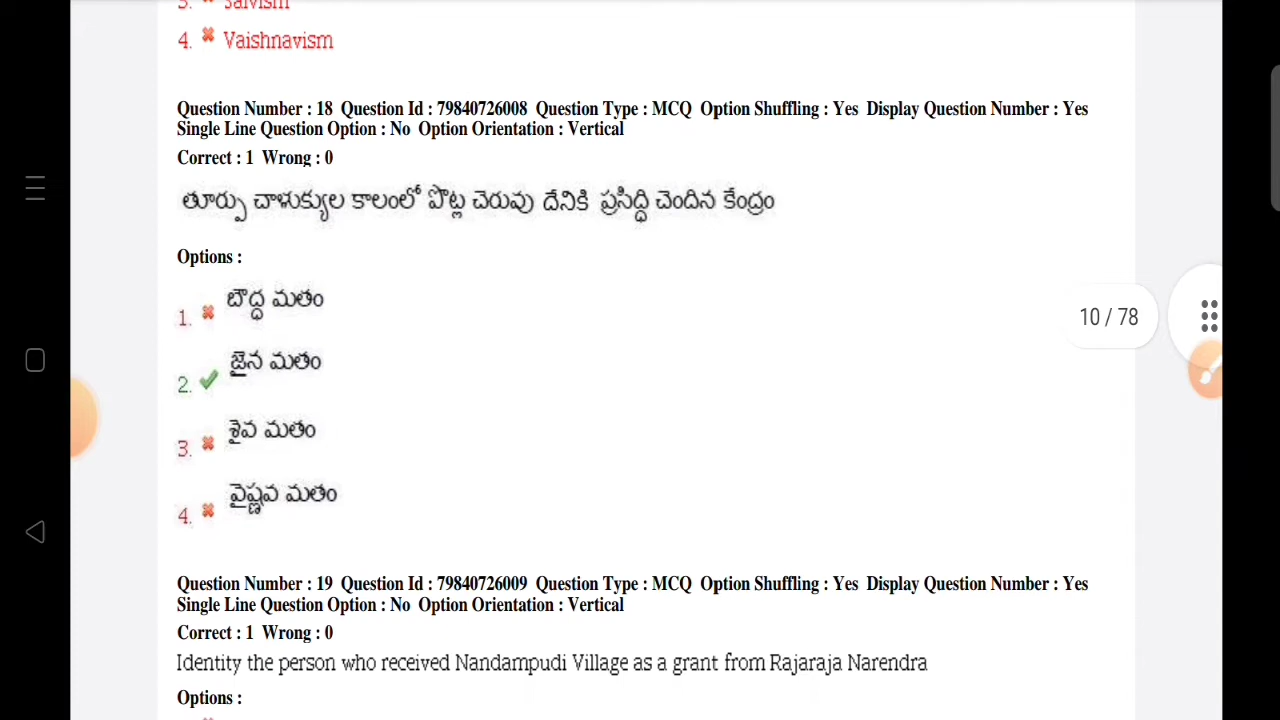 3. Saivism
4. Vaishnavism
Question Number : 18 Question Id : 79840726008 Question Type : MCQ Option Shuffling : Yes Display Question Number : Yes
Single Line Question Option : No Option Orientation : Vertical
Correct : 1 Wrong : 0
తూర్పు చాళుక్యుల కాలంలో పొట్ల చెరువు దేనికి ప్రసిద్ధి చెందిన కేంద్రం
Options :
1. బౌద్ధ మతం
2. జైన మతం
3. శైవ మతం
4. వైష్ణవ మతం
10 / 78
Question Number : 19 Question Id : 79840726009 Question Type : MCQ Option Shuffling : Yes Display Question Number : Yes
Single Line Question Option : No Option Orientation : Vertical
Correct : 1 Wrong : 0
Identity the person who received Nandampudi Village as a grant from Rajaraja Narendra
Options :